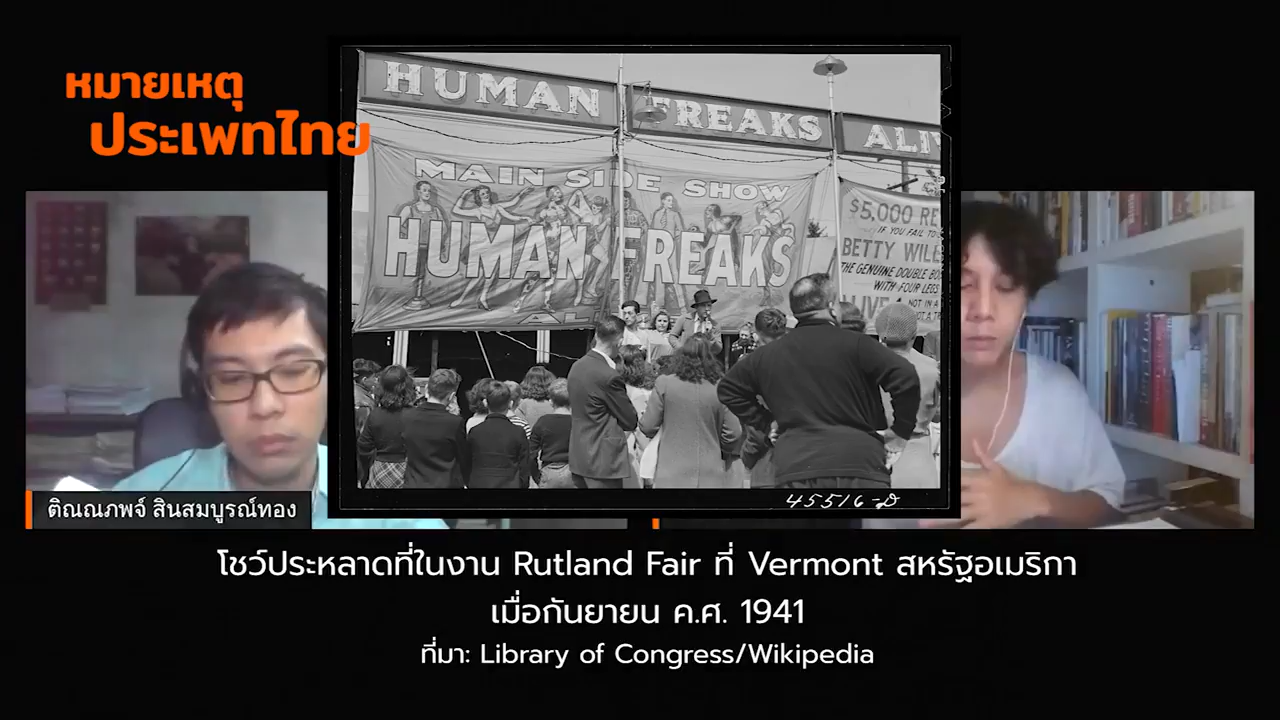 หมายเหตุ
ประเพทไทย
HUMAN FREAKS
MAIN SIDE SHOW
HUMAN FREAKS
$5,000
IF YOU FAIL TO
BETTY
THE GENUINE DOUBLE
WITH FOUR LEGS
ALIVE
NOT IN A
45516-D
ติณณภพจ์ สินสมบูรณ์ทอง
โชว์ประหลาดที่ในงาน Rutland Fair ที่ Vermont สหรัฐอเมริกา
เมื่อกันยายน ค.ศ. 1941
ที่มา: Library of Congress/Wikipedia